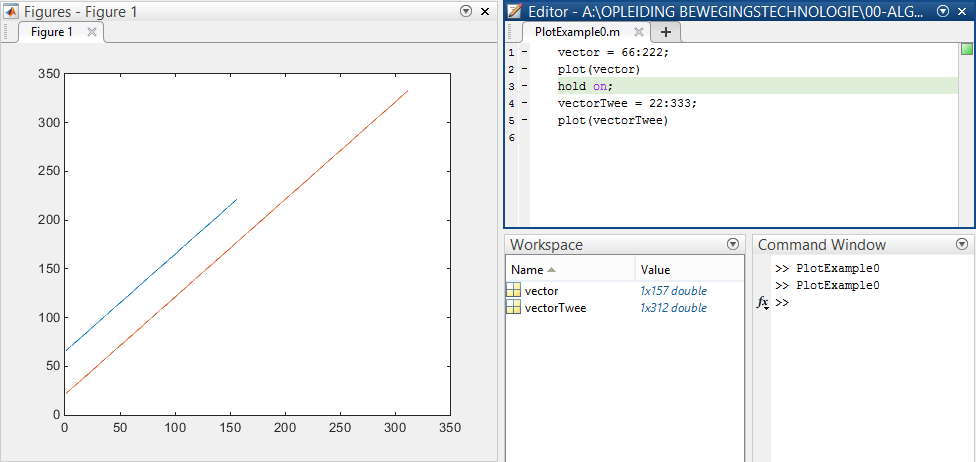 Figures - Figure 1
Figure 1
350
300
250
200
150
100
50
0
0 50 100 150 200 250 300 350
Editor - A:\OPLEIDING BEWEGINGSTECHNOLOGIE\00-ALG...
PlotExample0.m
1 - vector = 66:222;
2 - plot(vector)
3 - hold on;
4 - vectorTwee = 22:333;
5 - plot(vectorTwee)
6
Workspace
Name Value
vector 1x157 double
vectorTwee 1x312 double
Command Window
>> PlotExample0
>> PlotExample0
fx >>